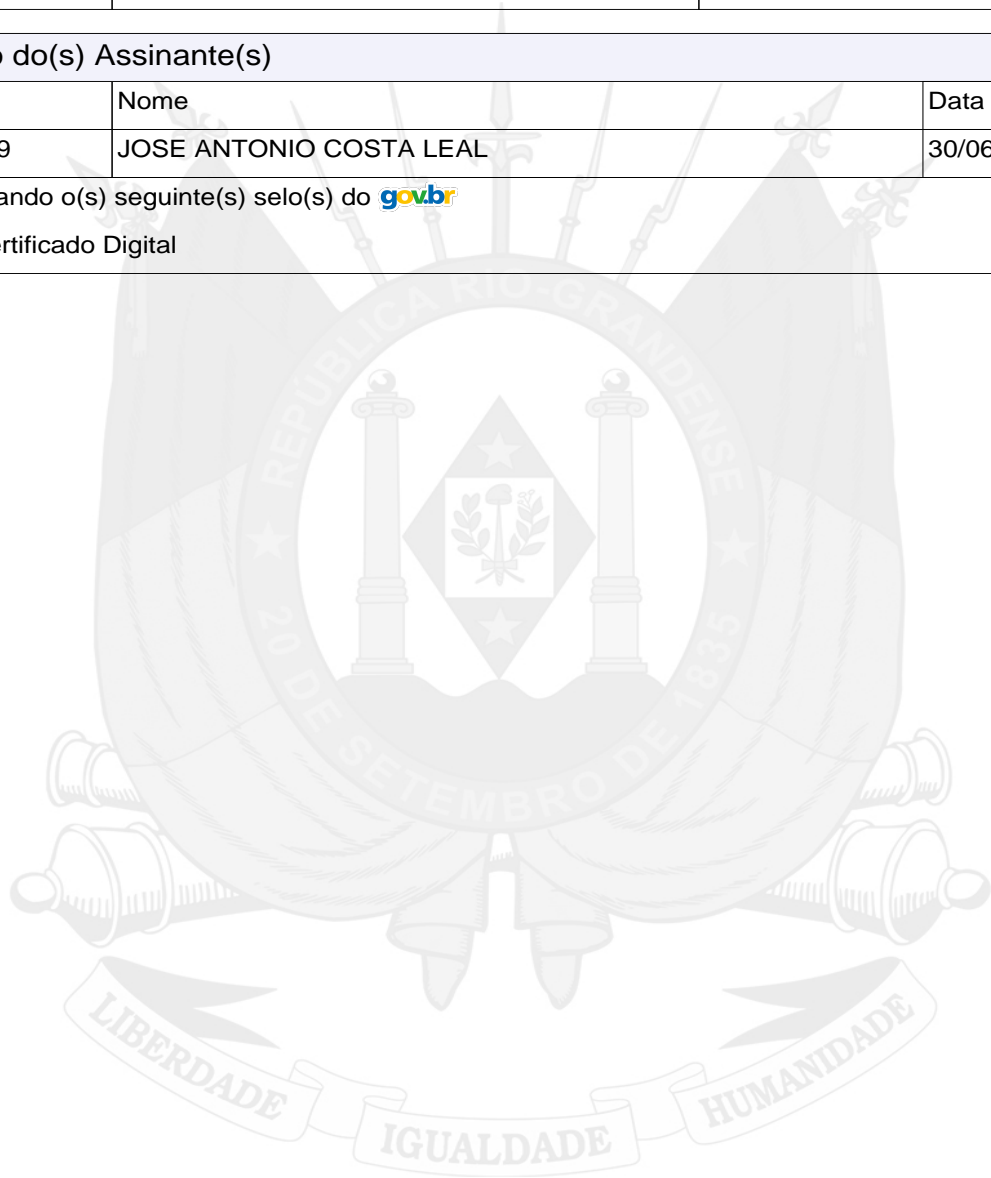 o do(s) Assinante(s)
Nome Data
9 JOSE ANTONIO COSTA LEAL 30/06
ando o(s) seguinte(s) selo(s) do gov.br
ertificado Digital
REPÚBLICA RIO-GRANDENSE
20 DE SETEMBRO DE 1835
LIBERDADE IGUALDADE HUMANIDADE